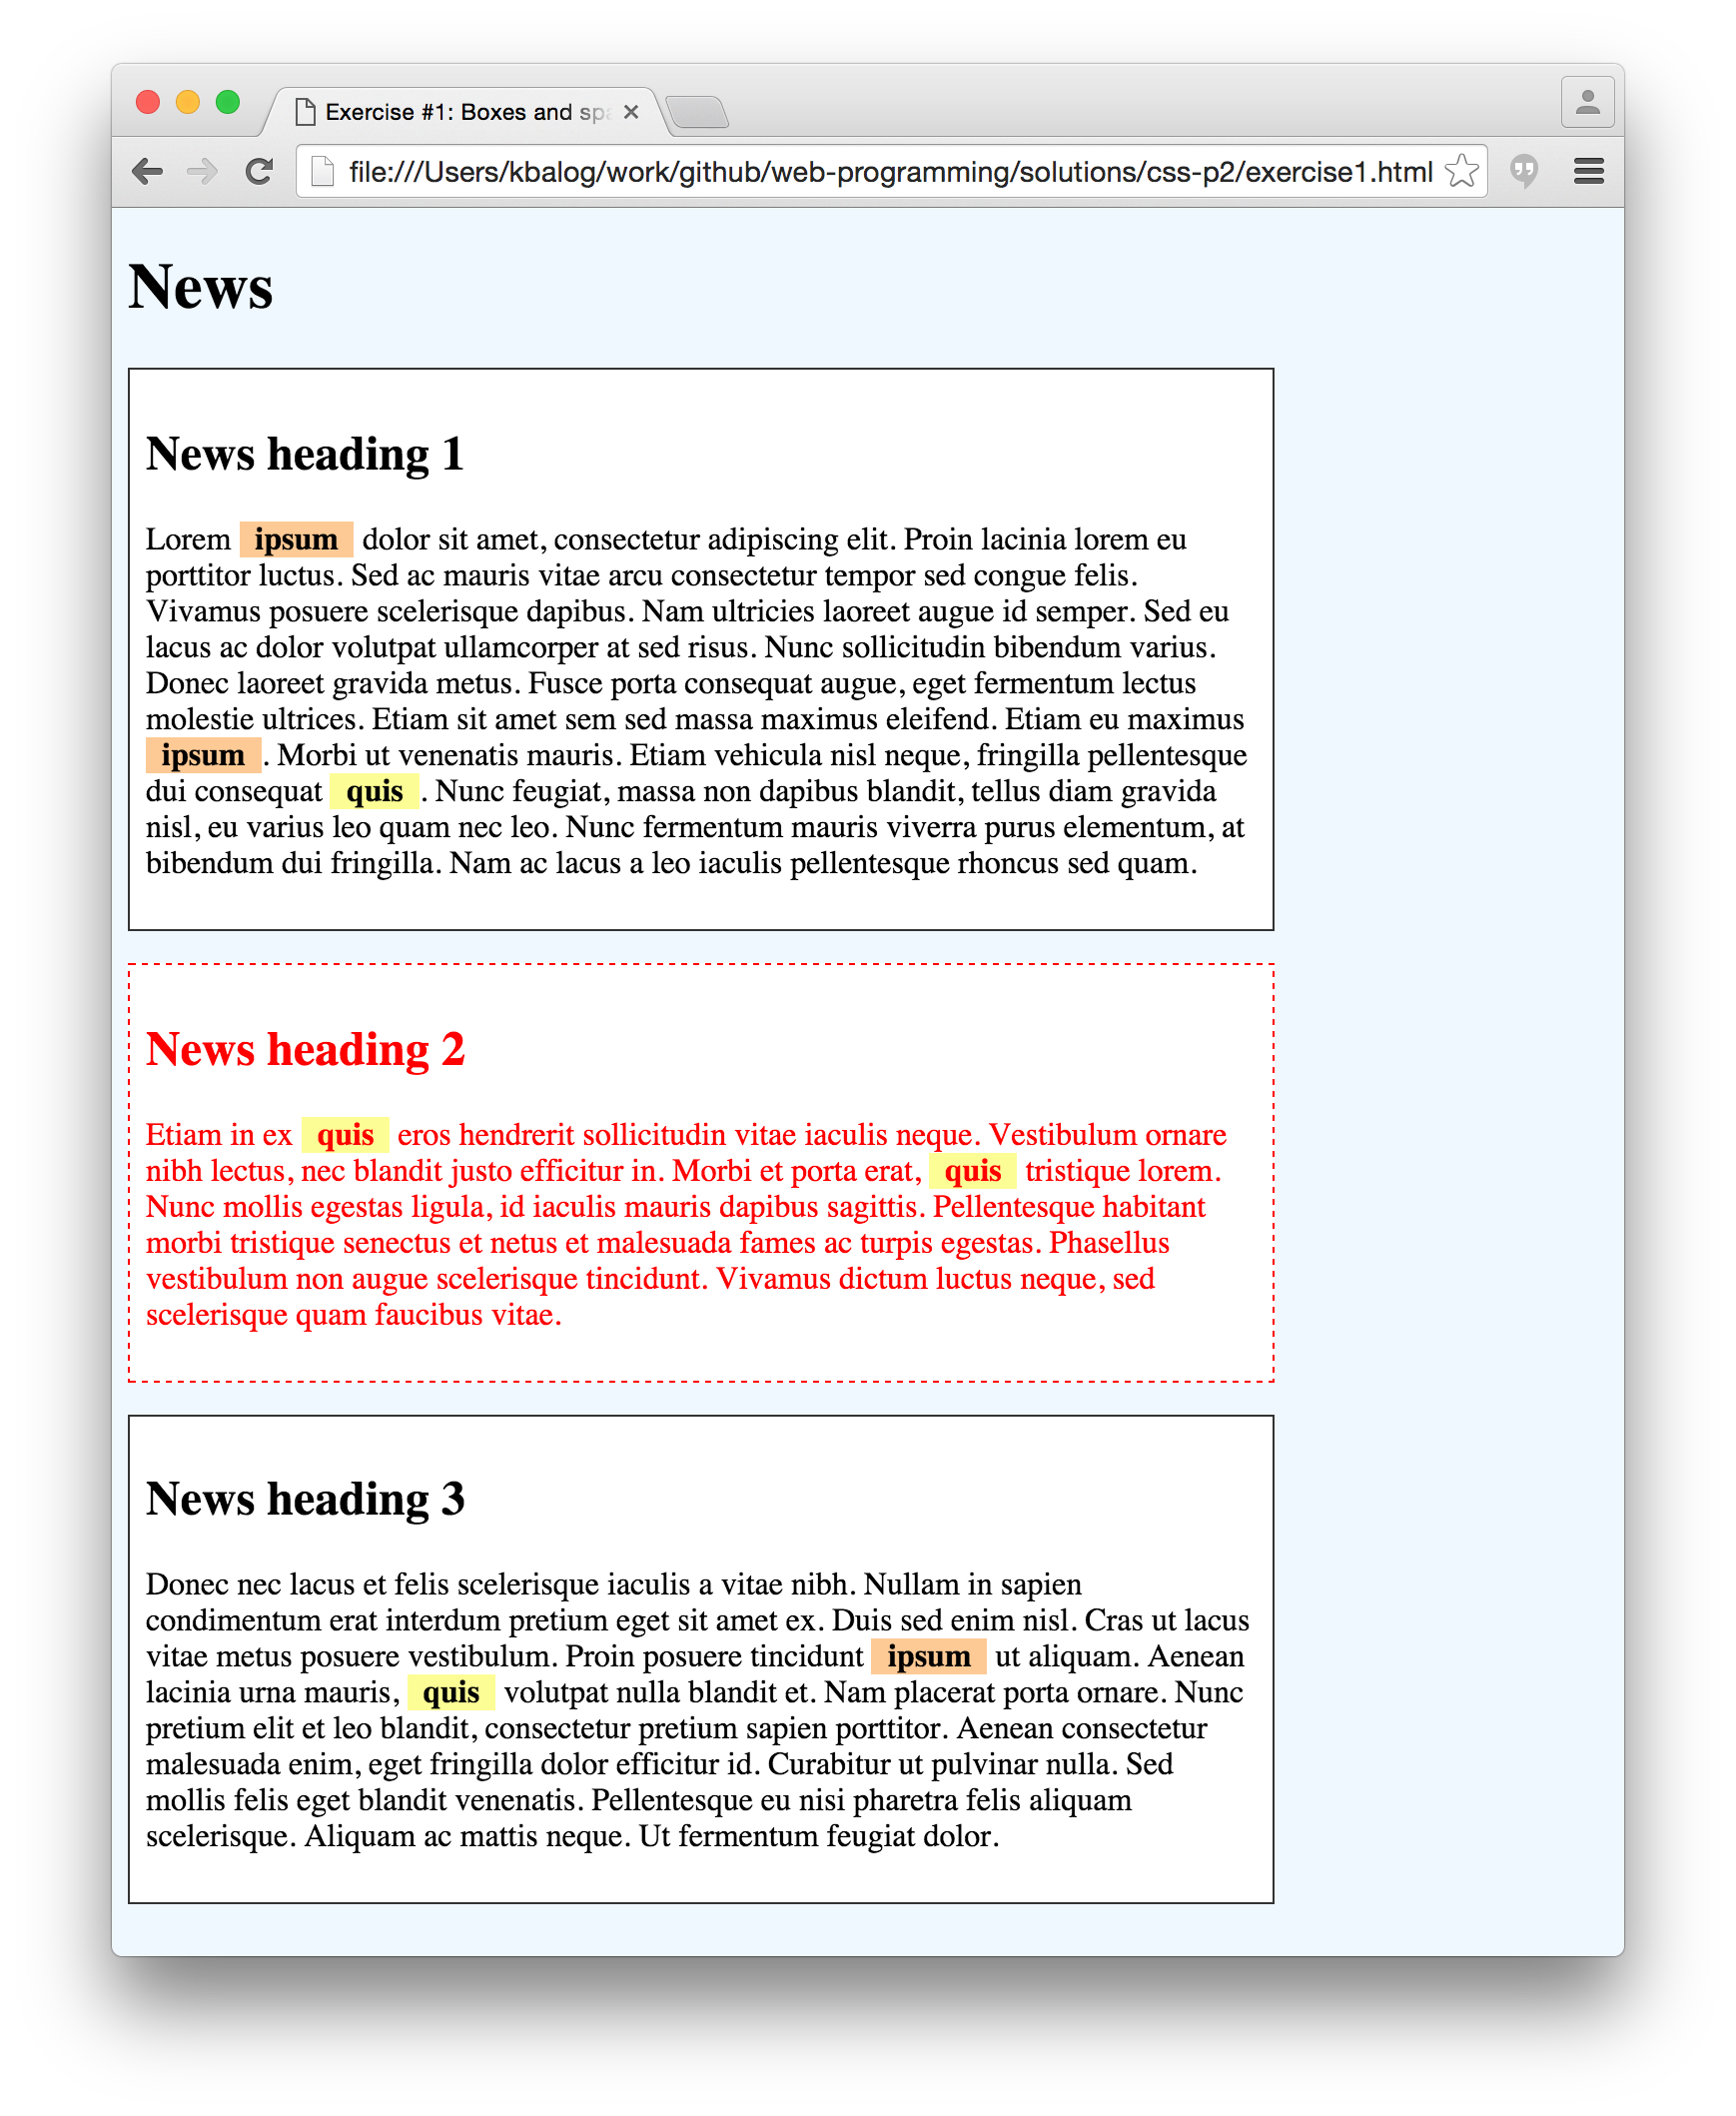 Exercise #1: Boxes and spa
file:///Users/kbalog/work/github/web-programming/solutions/css-p2/exercise1.html
News
News heading 1
Lorem ipsum dolor sit amet, consectetur adipiscing elit. Proin lacinia lorem eu
porttitor luctus. Sed ac mauris vitae arcu consectetur tempor sed congue felis.
Vivamus posuere scelerisque dapibus. Nam ultricies laoreet augue id semper. Sed eu
lacus ac dolor volutpat ullamcorper at sed risus. Nunc sollicitudin bibendum varius.
Donec laoreet gravida metus. Fusce porta consequat augue, eget fermentum lectus
molestie ultrices. Etiam sit amet sem sed massa maximus eleifend. Etiam eu maximus
ipsum . Morbi ut venenatis mauris. Etiam vehicula nisl neque, fringilla pellentesque
dui consequat quis . Nunc feugiat, massa non dapibus blandit, tellus diam gravida
nisl, eu varius leo quam nec leo. Nunc fermentum mauris viverra purus elementum, at
bibendum dui fringilla. Nam ac lacus a leo iaculis pellentesque rhoncus sed quam.
News heading 2
Etiam in ex quis eros hendrerit sollicitudin vitae iaculis neque. Vestibulum ornare
nibh lectus, nec blandit justo efficitur in. Morbi et porta erat, quis tristique lorem.
Nunc mollis egestas ligula, id iaculis mauris dapibus sagittis. Pellentesque habitant
morbi tristique senectus et netus et malesuada fames ac turpis egestas. Phasellus
vestibulum non augue scelerisque tincidunt. Vivamus dictum luctus neque, sed
scelerisque quam faucibus vitae.
News heading 3
Donec nec lacus et felis scelerisque iaculis a vitae nibh. Nullam in sapien
condimentum erat interdum pretium eget sit amet ex. Duis sed enim nisl. Cras ut lacus
vitae metus posuere vestibulum. Proin posuere tincidunt ipsum ut aliquam. Aenean
lacinia urna mauris, quis volutpat nulla blandit et. Nam placerat porta ornare. Nunc
pretium elit et leo blandit, consectetur pretium sapien porttitor. Aenean consectetur
malesuada enim, eget fringilla dolor efficitur id. Curabitur ut pulvinar nulla. Sed
mollis felis eget blandit venenatis. Pellentesque eu nisi pharetra felis aliquam
scelerisque. Aliquam ac mattis neque. Ut fermentum feugiat dolor.